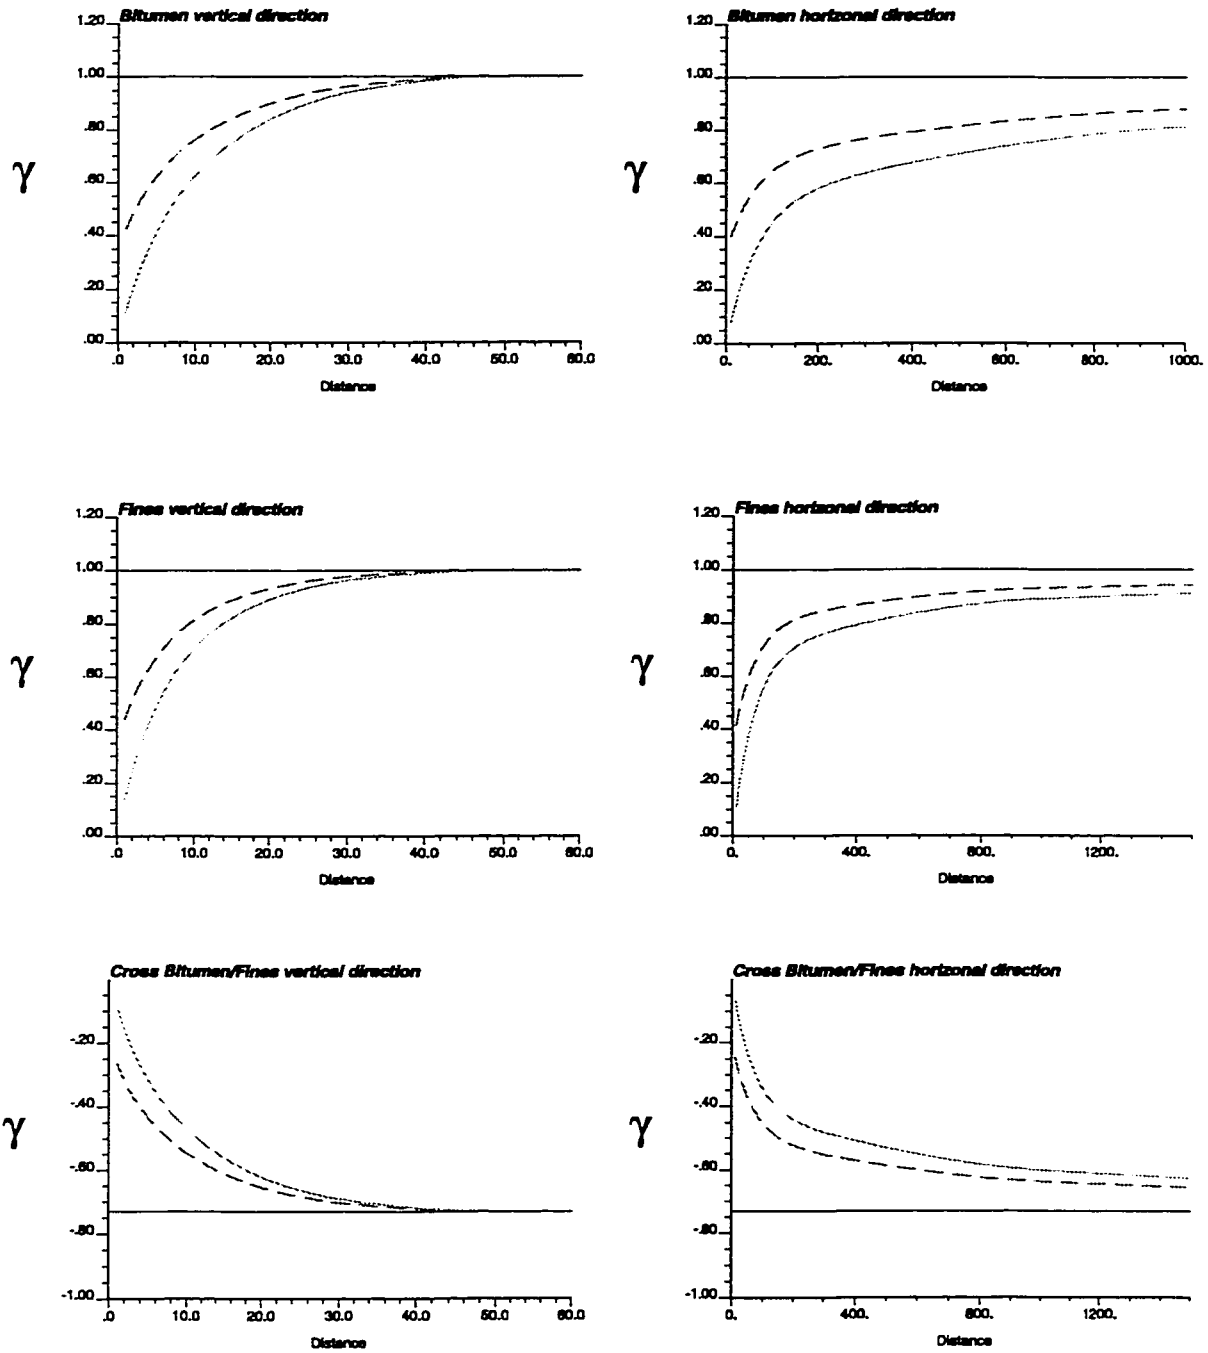 Bitumen vertical direction
1.20
1.00
.80
.60
.40
.20
.00
.0 10.0 20.0 30.0 40.0 50.0 60.0
Distance
γ
Bitumen horizonal direction
1.20
1.00
.80
.60
.40
.20
.00
0. 200. 400. 600. 800. 1000.
Distance
γ
Fines vertical direction
1.20
1.00
.80
.60
.40
.20
.00
.0 10.0 20.0 30.0 40.0 50.0 60.0
Distance
γ
Fines horizonal direction
1.20
1.00
.80
.60
.40
.20
.00
0. 400. 800. 1200.
Distance
γ
Cross Bitumen/Fines vertical direction
-.20
-.40
-.60
-.80
-1.00
.0 10.0 20.0 30.0 40.0 50.0 60.0
Distance
γ
Cross Bitumen/Fines horizonal direction
-.20
-.40
-.60
-.80
-1.00
0. 400. 800. 1200.
Distance
γ